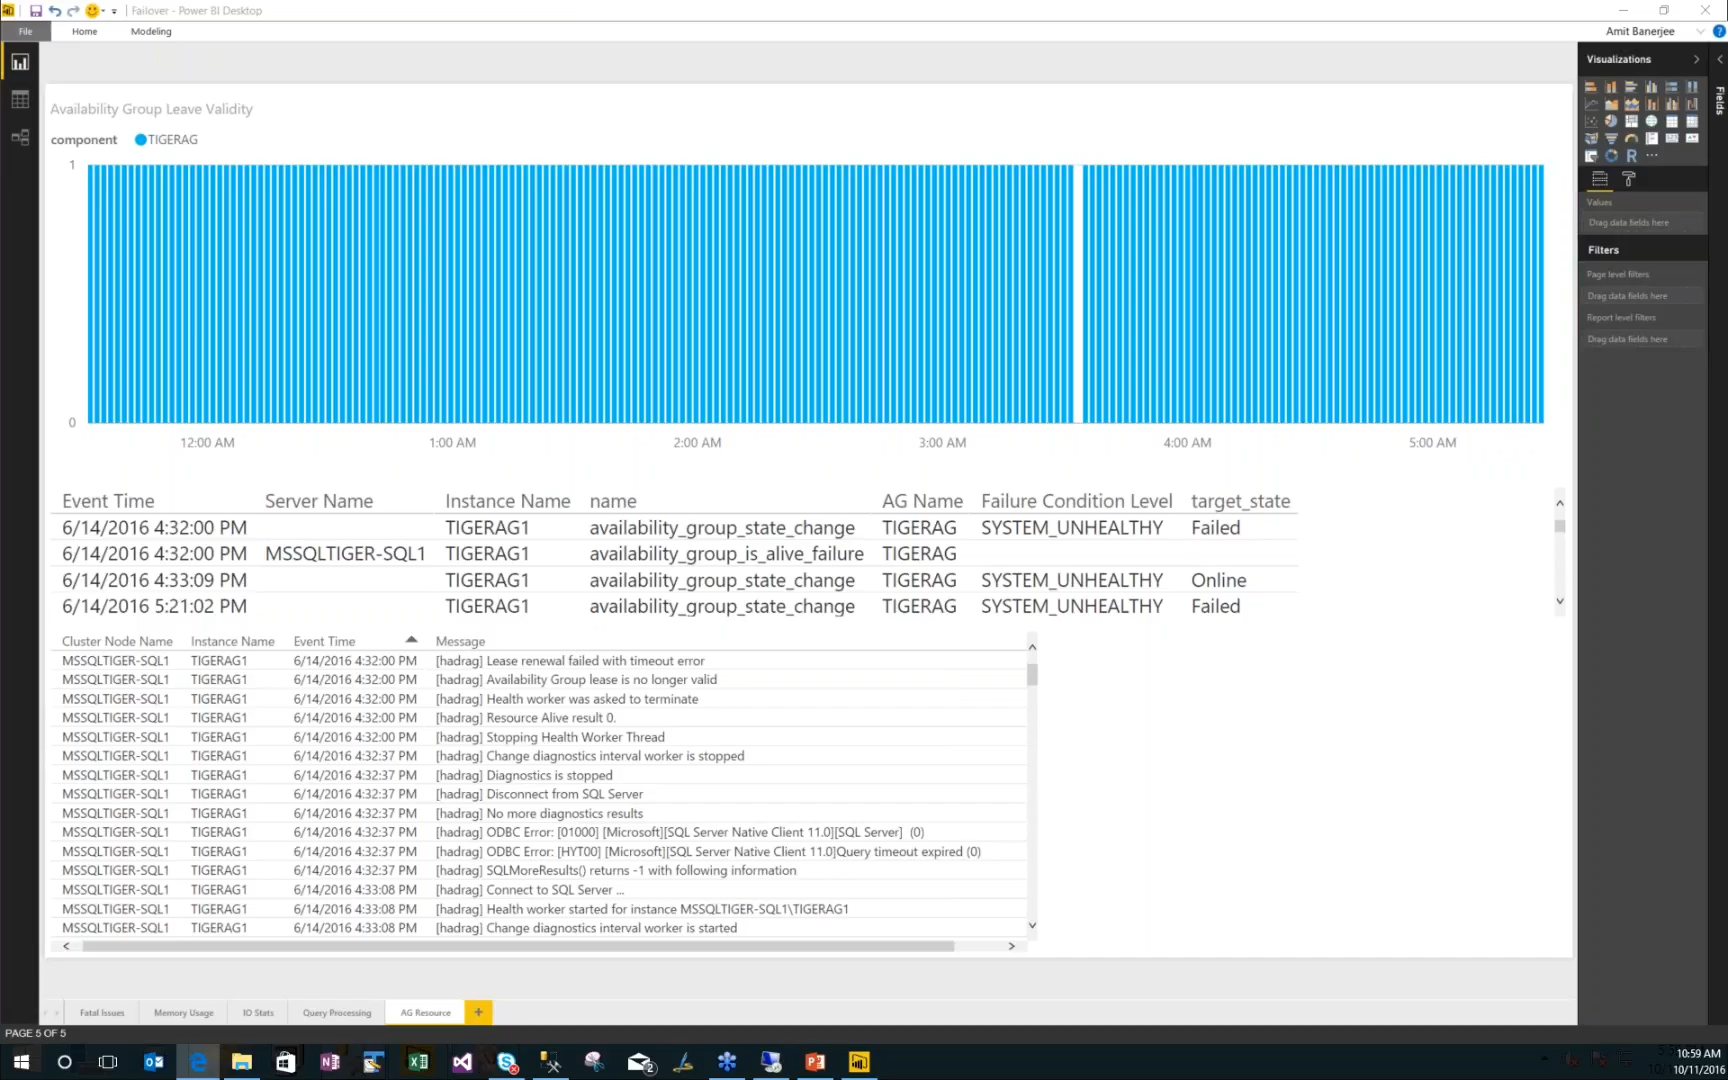 Failover - Power BI Desktop
File Home Modeling Amit Banerjee
Visualizations
Fields
Availability Group Leave Validity
component TIGERAG
1
0
12:00 AM 1:00 AM 2:00 AM 3:00 AM 4:00 AM 5:00 AM
Values
Drag data fields here
Filters
Page level filters
Drag data fields here
Report level filters
Drag data fields here
Event Time Server Name Instance Name name AG Name Failure Condition Level target_state
6/14/2016 4:32:00 PM TIGERAG1 availability_group_state_change TIGERAG SYSTEM_UNHEALTHY Failed
6/14/2016 4:32:00 PM MSSQLTIGER-SQL1 TIGERAG1 availability_group_is_alive_failure TIGERAG
6/14/2016 4:33:09 PM TIGERAG1 availability_group_state_change TIGERAG SYSTEM_UNHEALTHY Online
6/14/2016 5:21:02 PM TIGERAG1 availability_group_state_change TIGERAG SYSTEM_UNHEALTHY Failed
Cluster Node Name Instance Name Event Time Message
MSSQLTIGER-SQL1 TIGERAG1 6/14/2016 4:32:00 PM [hadrag] Lease renewal failed with timeout error
MSSQLTIGER-SQL1 TIGERAG1 6/14/2016 4:32:00 PM [hadrag] Availability Group lease is no longer valid
MSSQLTIGER-SQL1 TIGERAG1 6/14/2016 4:32:00 PM [hadrag] Health worker was asked to terminate
MSSQLTIGER-SQL1 TIGERAG1 6/14/2016 4:32:00 PM [hadrag] Resource Alive result 0.
MSSQLTIGER-SQL1 TIGERAG1 6/14/2016 4:32:00 PM [hadrag] Stopping Health Worker Thread
MSSQLTIGER-SQL1 TIGERAG1 6/14/2016 4:32:37 PM [hadrag] Change diagnostics interval worker is stopped
MSSQLTIGER-SQL1 TIGERAG1 6/14/2016 4:32:37 PM [hadrag] Diagnostics is stopped
MSSQLTIGER-SQL1 TIGERAG1 6/14/2016 4:32:37 PM [hadrag] Disconnect from SQL Server
MSSQLTIGER-SQL1 TIGERAG1 6/14/2016 4:32:37 PM [hadrag] No more diagnostics results
MSSQLTIGER-SQL1 TIGERAG1 6/14/2016 4:32:37 PM [hadrag] ODBC Error: [01000] [Microsoft][SQL Server Native Client 11.0][SQL Server] (0)
MSSQLTIGER-SQL1 TIGERAG1 6/14/2016 4:32:37 PM [hadrag] ODBC Error: [HYT00] [Microsoft][SQL Server Native Client 11.0]Query timeout expired (0)
MSSQLTIGER-SQL1 TIGERAG1 6/14/2016 4:32:37 PM [hadrag] SQLMoreResults() returns -1 with following information
MSSQLTIGER-SQL1 TIGERAG1 6/14/2016 4:33:08 PM [hadrag] Connect to SQL Server ...
MSSQLTIGER-SQL1 TIGERAG1 6/14/2016 4:33:08 PM [hadrag] Health worker started for instance MSSQLTIGER-SQL1\TIGERAG1
MSSQLTIGER-SQL1 TIGERAG1 6/14/2016 4:33:08 PM [hadrag] Change diagnostics interval worker is started
Fatal Issues Memory Usage IO Stats Query Processing AG Resource +
PAGE 5 OF 5
10:59 AM
10/11/2016